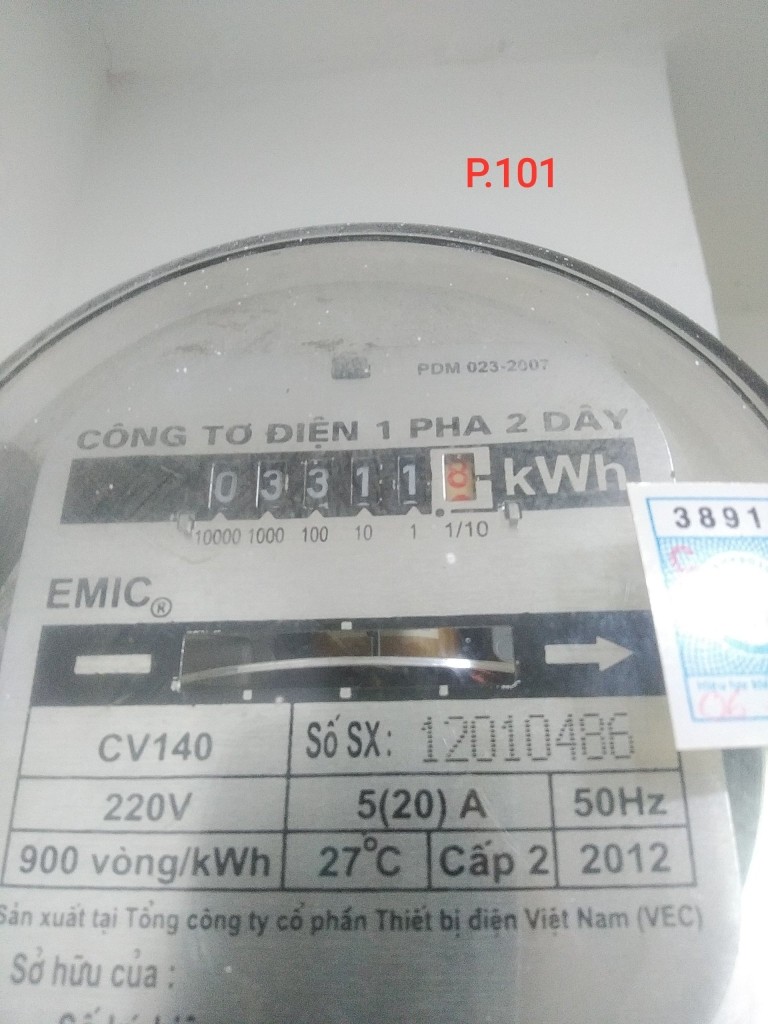 P.101
PDM 023-2007
CÔNG TƠ ĐIỆN 1 PHA 2 DÂY
0 3 3 1 1 8 kWh
10000 1000 100 10 1 1/10
3891
EMIC®
CV140 Số SX: 12010486
220V 5(20) A 50Hz
900 vòng/kWh 27°C Cấp 2 2012
Sản xuất tại Tổng công ty cổ phần Thiết bị điện Việt Nam (VEC)
Sở hữu của :